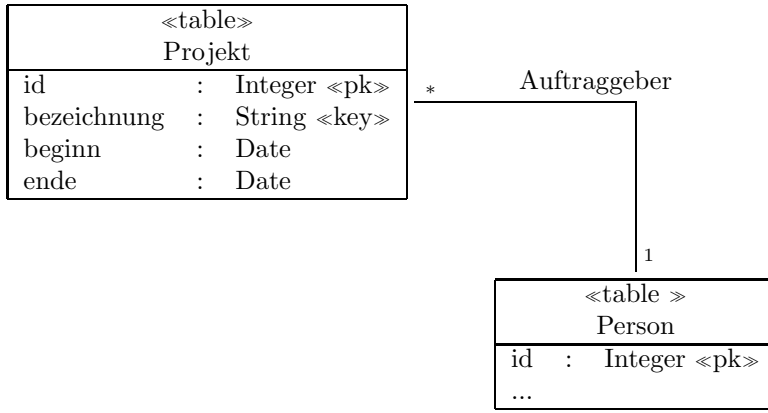 ≪table≫
Projekt
id : Integer ≪pk≫
bezeichnung : String ≪key≫
beginn : Date
ende : Date
* Auftraggeber
1
≪table ≫
Person
id : Integer ≪pk≫
...